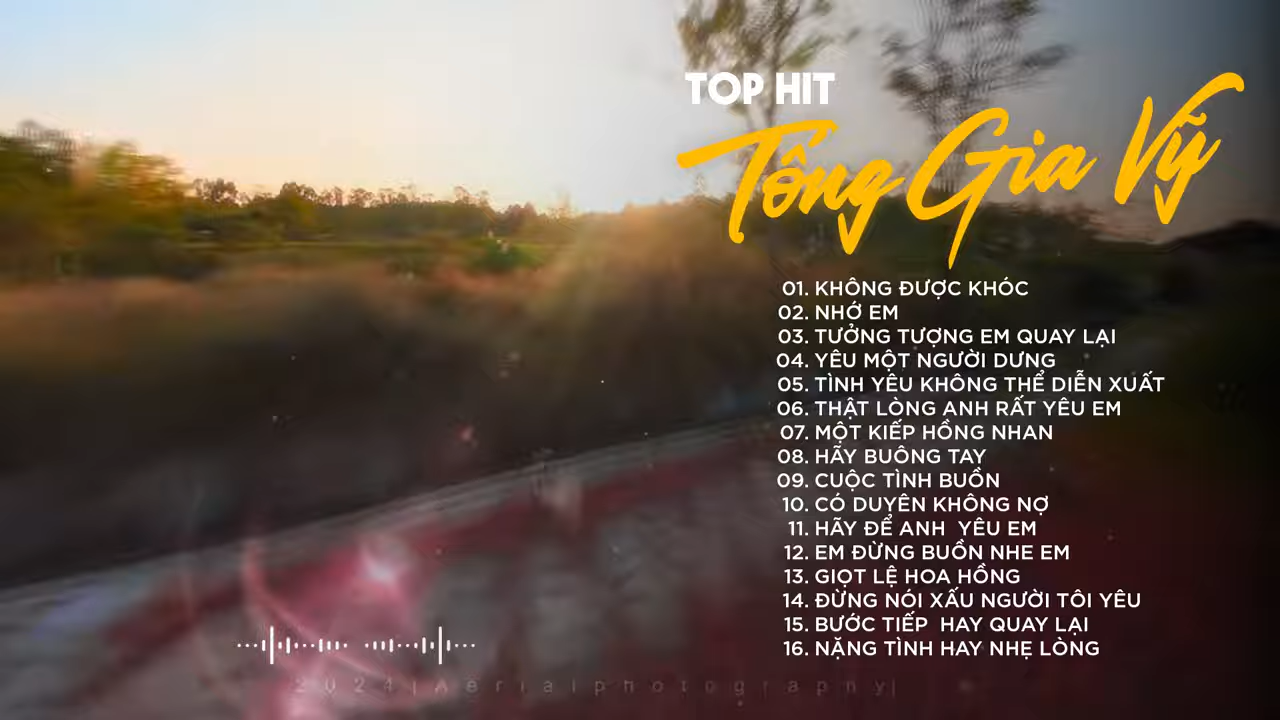 TOP HIT
Tống Gia Vỹ
01. KHÔNG ĐƯỢC KHÓC
02. NHỚ EM
03. TƯỞNG TƯỢNG EM QUAY LẠI
04. YÊU MỘT NGƯỜI DƯNG
05. TÌNH YÊU KHÔNG THỂ DIỄN XUẤT
06. THẬT LÒNG ANH RẤT YÊU EM
07. MỘT KIẾP HỒNG NHAN
08. HÃY BUÔNG TAY
09. CUỘC TÌNH BUỒN
10. CÓ DUYÊN KHÔNG NỢ
11. HÃY ĐỂ ANH  YÊU EM
12. EM ĐỪNG BUỒN NHE EM
13. GIỌT LỆ HOA HỒNG
14. ĐỪNG NÓI XẤU NGƯỜI TÔI YÊU
15. BƯỚC TIẾP  HAY QUAY LẠI
16. NẶNG TÌNH HAY NHẸ LÒNG
2024|Aerialphotography|